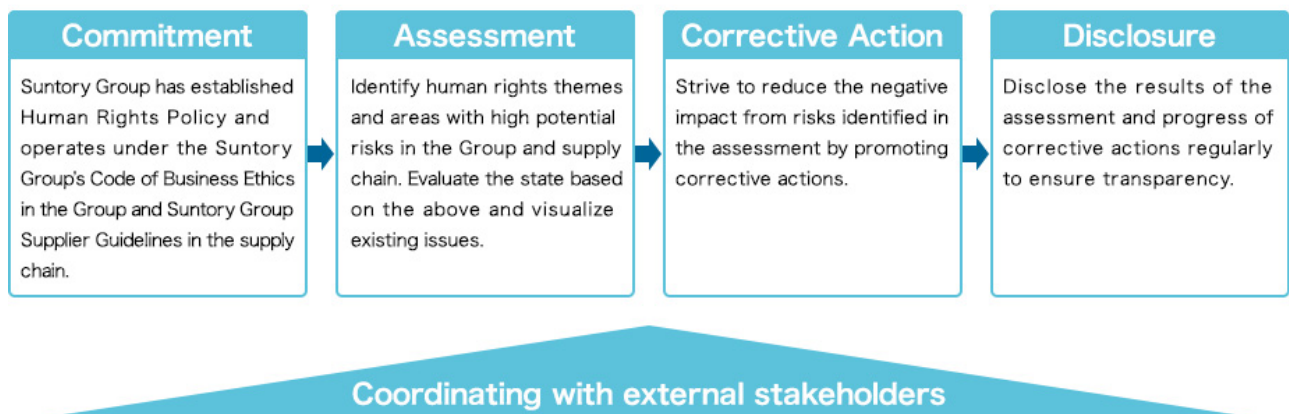 Commitment
Suntory Group has established
Human Rights Policy and
operates under the Suntory
Group's Code of Business Ethics
in the Group and Suntory Group
Supplier Guidelines in the supply
chain.
Assessment
Identify human rights themes
and areas with high potential
risks in the Group and supply
chain. Evaluate the state based
on the above and visualize
existing issues.
Corrective Action
Strive to reduce the negative
impact from risks identified in
the assessment by promoting
corrective actions.
Disclosure
Disclose the results of the
assessment and progress of
corrective actions regularly
to ensure transparency.
Coordinating with external stakeholders